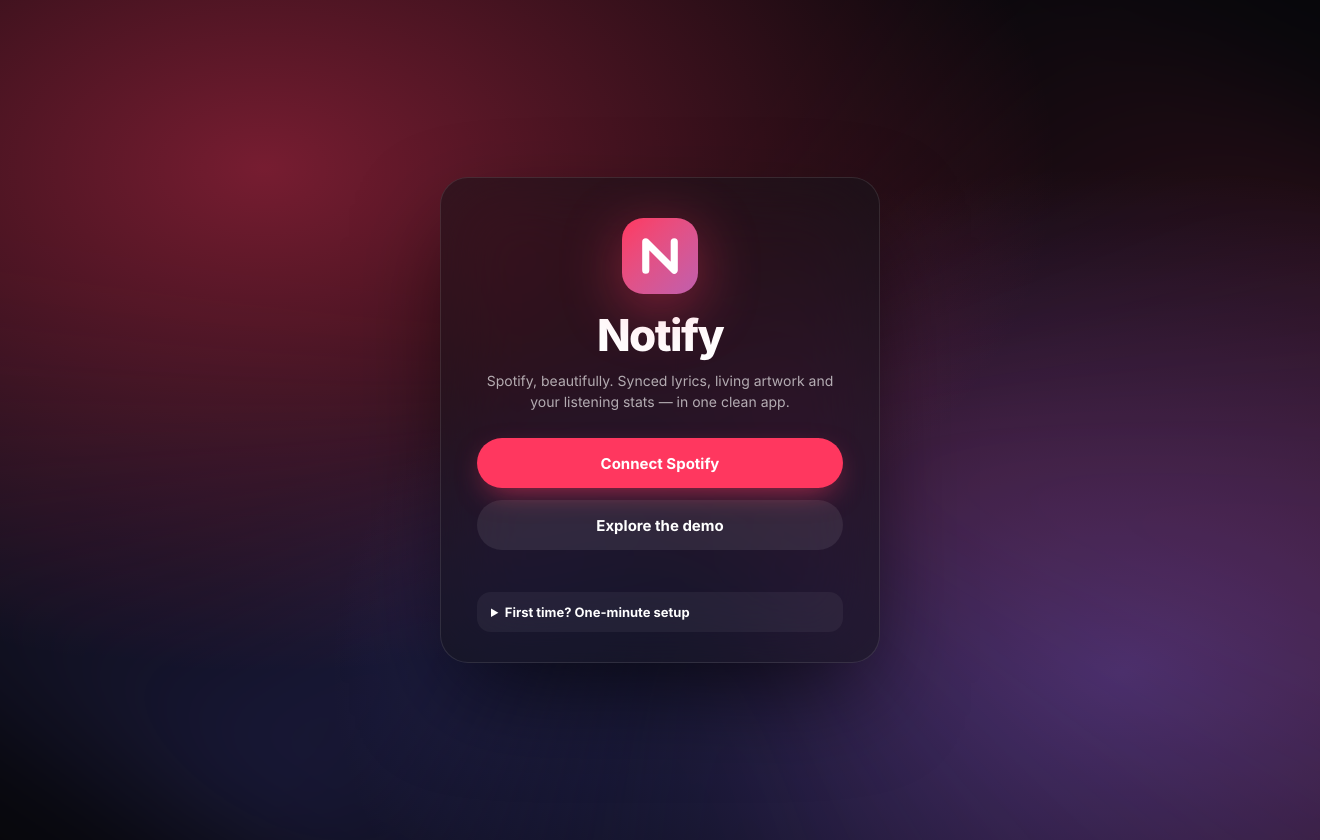 N
Notify
Spotify, beautifully. Synced lyrics, living artwork and
your listening stats — in one clean app.
Connect Spotify
Explore the demo
First time? One-minute setup